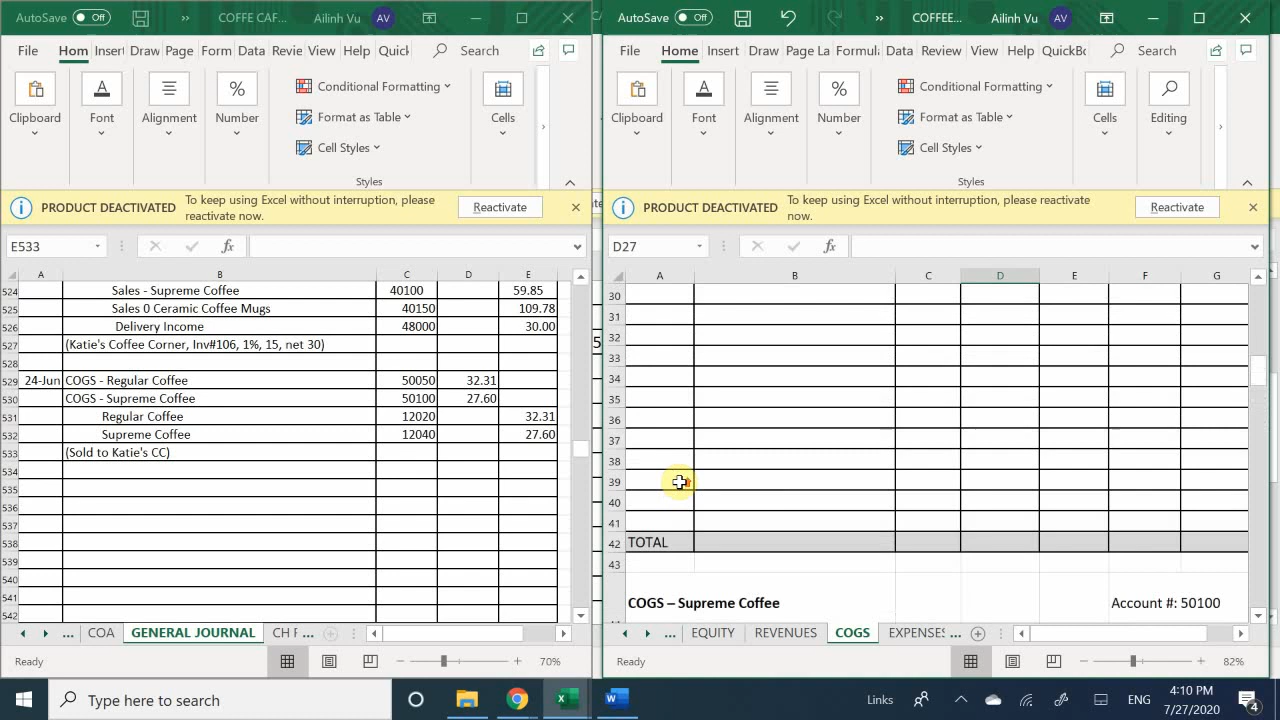 AutoSave Off COFFE CAF... Ailinh Vu AV
File Hom Insert Draw Page Form Data Revie View Help Quick Search
Clipboard Font Alignment Number Conditional Formatting Format as Table Cell Styles Cells
Styles
PRODUCT DEACTIVATED To keep using Excel without interruption, please reactivate now. Reactivate
E533 fx
A B C D E
524 Sales - Supreme Coffee 40100 59.85
525 Sales 0 Ceramic Coffee Mugs 40150 109.78
526 Delivery Income 48000 30.00
527 (Katie's Coffee Corner, Inv#106, 1%, 15, net 30)
528
529 24-Jun COGS - Regular Coffee 50050 32.31
530 COGS - Supreme Coffee 50100 27.60
531 Regular Coffee 12020 32.31
532 Supreme Coffee 12040 27.60
533 (Sold to Katie's CC)
534
535
536
537
538
539
540
541
542
... COA GENERAL JOURNAL CH F ...
Ready 70%
AutoSave Off COFFEE... Ailinh Vu AV
File Home Insert Draw Page La Formula Data Review View Help QuickBo Search
Clipboard Font Alignment Number Conditional Formatting Format as Table Cell Styles Cells Editing
Styles
PRODUCT DEACTIVATED To keep using Excel without interruption, please reactivate now. Reactivate
D27 fx
A B C D E F G
30
31
32
33
34
35
36
37
38
39
40
41
42 TOTAL
43
COGS – Supreme Coffee Account #: 50100
... EQUITY REVENUES COGS EXPENSES ...
Ready 82%
Type here to search Links ENG 4:10 PM 7/27/2020 4